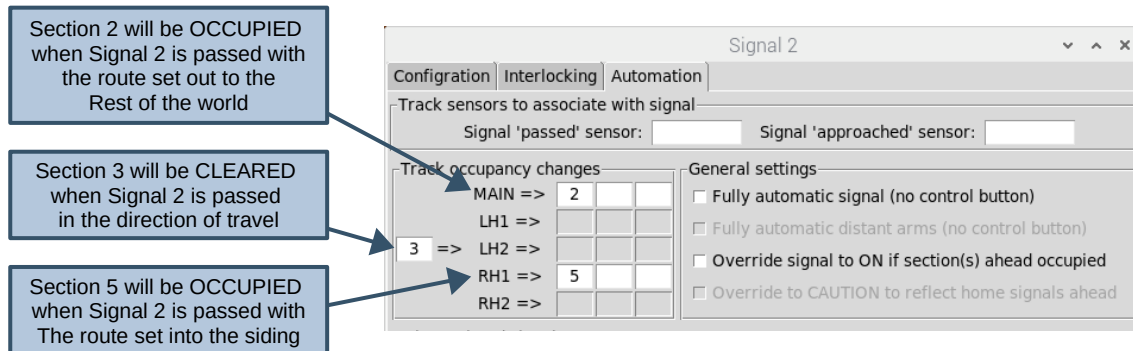 Section 2 will be OCCUPIED
when Signal 2 is passed with
the route set out to the
Rest of the world
Section 3 will be CLEARED
when Signal 2 is passed
in the direction of travel
Section 5 will be OCCUPIED
when Signal 2 is passed with
The route set into the siding
Signal 2
Configration Interlocking Automation
Track sensors to associate with signal
Signal 'passed' sensor: Signal 'approached' sensor:
Track occupancy changes
MAIN => 2
LH1 =>
3 => LH2 =>
RH1 => 5
RH2 =>
General settings
Fully automatic signal (no control button)
Fully automatic distant arms (no control button)
Override signal to ON if section(s) ahead occupied
Override to CAUTION to reflect home signals ahead